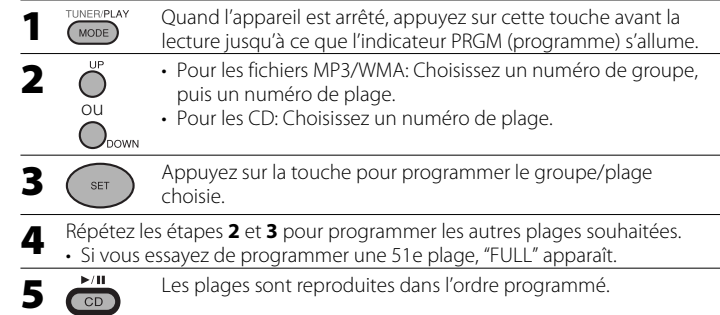 1 TUNER/PLAY MODE Quand l’appareil est arrêté, appuyez sur cette touche avant la
lecture jusqu’à ce que l’indicateur PRGM (programme) s’allume.
2 UP • Pour les fichiers MP3/WMA: Choisissez un numéro de groupe,
puis un numéro de plage.
OU
• Pour les CD: Choisissez un numéro de plage.
DOWN
3 SET Appuyez sur la touche pour programmer le groupe/plage
choisie.
4 Répétez les étapes 2 et 3 pour programmer les autres plages souhaitées.
• Si vous essayez de programmer une 51e plage, “FULL” apparaît.
5 ►/II CD Les plages sont reproduites dans l’ordre programmé.